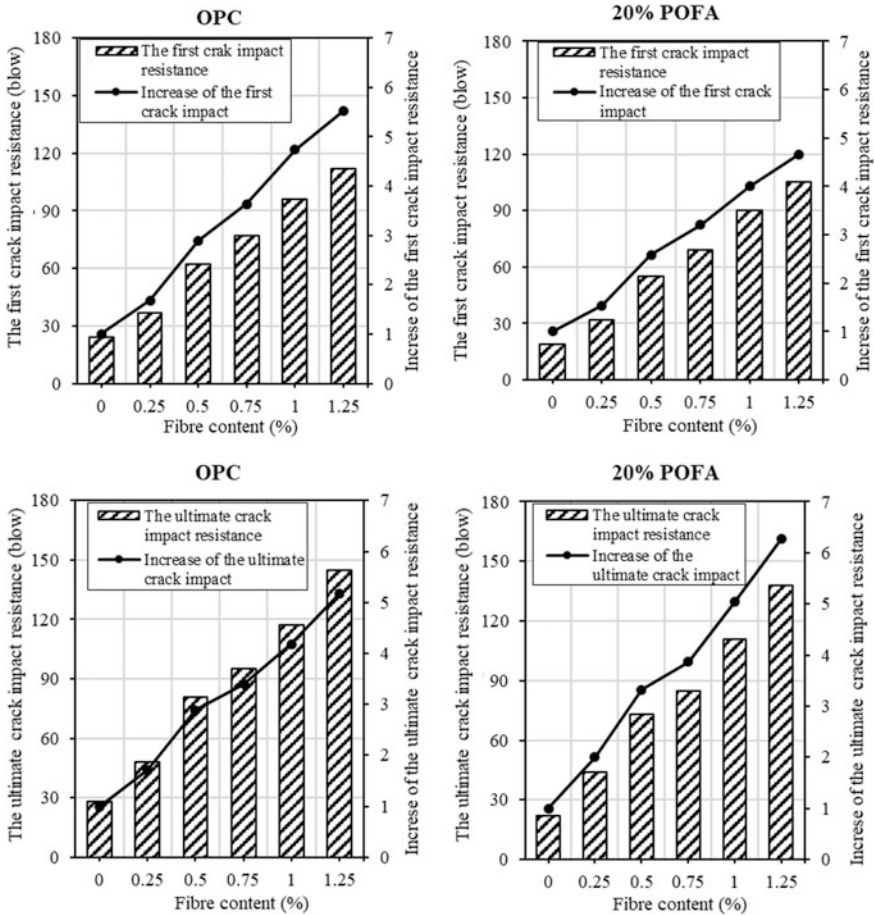 OPC
The first crack impact resistance (blow)
180
150
120
90
60
30
0
The first crak impact
resistance
Increase of the first
crack impact
7
6
5
4
3
2
1
0
Increse of the first crack impact resistance
0 0.25 0.5 0.75 1 1.25
Fibre content (%)
20% POFA
The first crack impact resistance (blow)
180
150
120
90
60
30
0
The first crack impact
resistance
Increase of the first crack
impact
7
6
5
4
3
2
1
0
Increse of the first crack impact resistance
0 0.25 0.5 0.75 1 1.25
Fibre content (%)
OPC
The ultimate crack impact resistance (blow)
180
150
120
90
60
30
0
The ultimate crack
impact resistance
Increase of the ultimate
crack impact
7
6
5
4
3
2
1
0
Increse of the ultimate crack impact resistance
0 0.25 0.5 0.75 1 1.25
Fibre content (%)
20% POFA
The ultimate crack impact resistance (blow)
180
150
120
90
60
30
0
The ultimate crack
impact resistance
Increase of the
ultimate crack impact
7
6
5
4
3
2
1
0
Increse of the ultimate crack impact resistance
0 0.25 0.5 0.75 1 1.25
Fibre content (%)